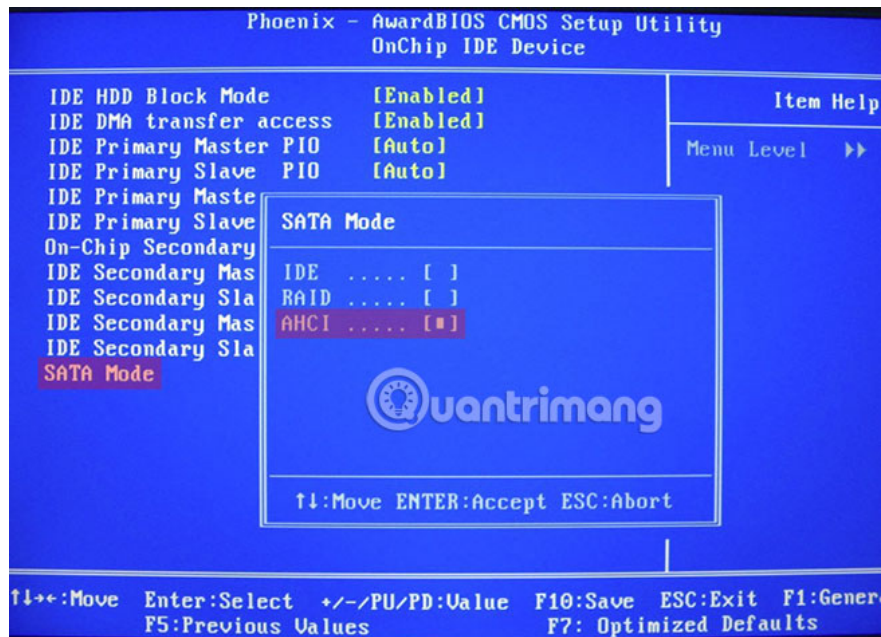 Phoenix - AwardBIOS CMOS Setup Utility
OnChip IDE Device
IDE HDD Block Mode [Enabled]
IDE DMA transfer access [Enabled]
IDE Primary Master PIO [Auto]
IDE Primary Slave PIO [Auto]
IDE Primary Maste
IDE Primary Slave
On-Chip Secondary
IDE Secondary Mas
IDE Secondary Sla
IDE Secondary Mas
IDE Secondary Sla
SATA Mode
Item Help
Menu Level ▸▸
SATA Mode
IDE ..... [ ]
RAID ..... [ ]
AHCI ..... [■]
Quantrimang
↑↓:Move ENTER:Accept ESC:Abort
↑↓→←:Move Enter:Sele​ct +/-/PU/PD:Value F10:Save ESC:Exit F1:Gener
F5:Previous Values F7: Optimized Defaults